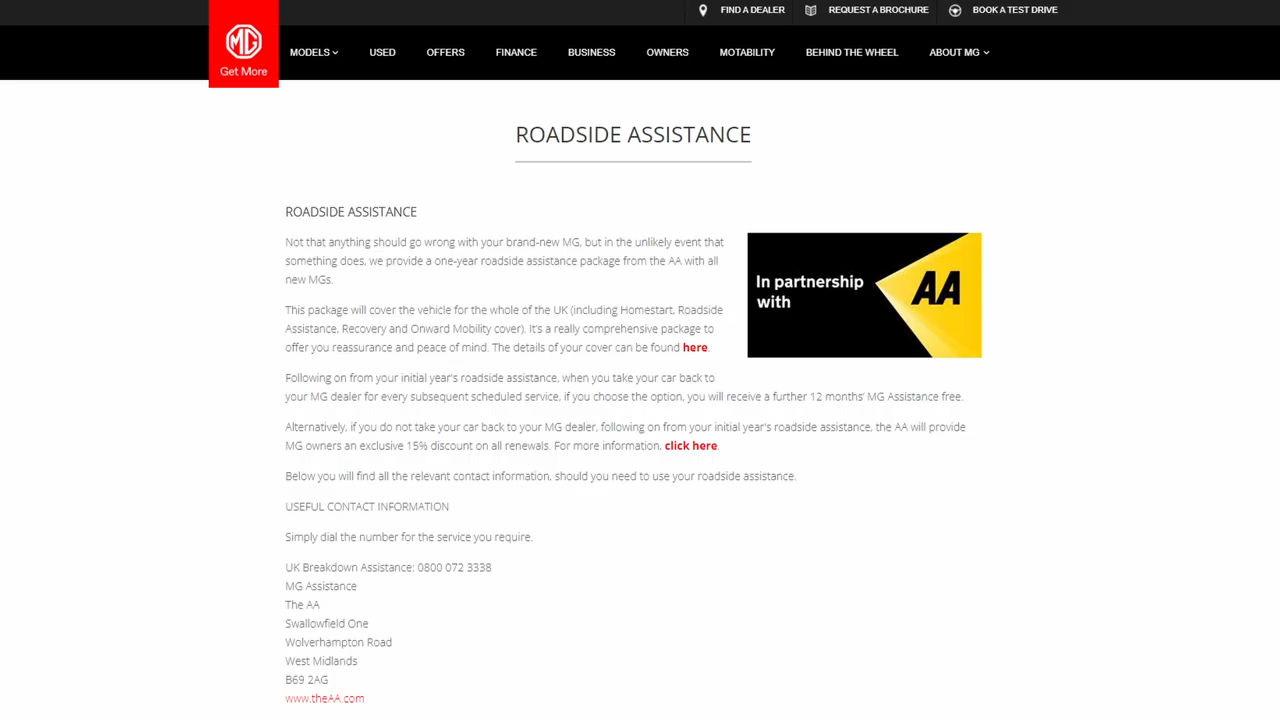 FIND A DEALER REQUEST A BROCHURE BOOK A TEST DRIVE
MG
Get More
MODELS USED OFFERS FINANCE BUSINESS OWNERS MOTABILITY BEHIND THE WHEEL ABOUT MG
ROADSIDE ASSISTANCE
ROADSIDE ASSISTANCE
Not that anything should go wrong with your brand-new MG, but in the unlikely event that
something does, we provide a one-year roadside assistance package from the AA with all
new MGs.
In partnership
with
AA
This package will cover the vehicle for the whole of the UK (including Homestart, Roadside
Assistance, Recovery and Onward Mobility cover). It's a really comprehensive package to
offer you reassurance and peace of mind. The details of your cover can be found here.
Following on from your initial year's roadside assistance, when you take your car back to
your MG dealer for every subsequent scheduled service, if you choose the option, you will receive a further 12 months' MG Assistance free.
Alternatively, if you do not take your car back to your MG dealer, following on from your initial year's roadside assistance, the AA will provide
MG owners an exclusive 15% discount on all renewals. For more information, click here.
Below you will find all the relevant contact information, should you need to use your roadside assistance.
USEFUL CONTACT INFORMATION
Simply dial the number for the service you require.
UK Breakdown Assistance: 0800 072 3338
MG Assistance
The AA
Swallowfield One
Wolverhampton Road
West Midlands
B69 2AG
www.theAA.com